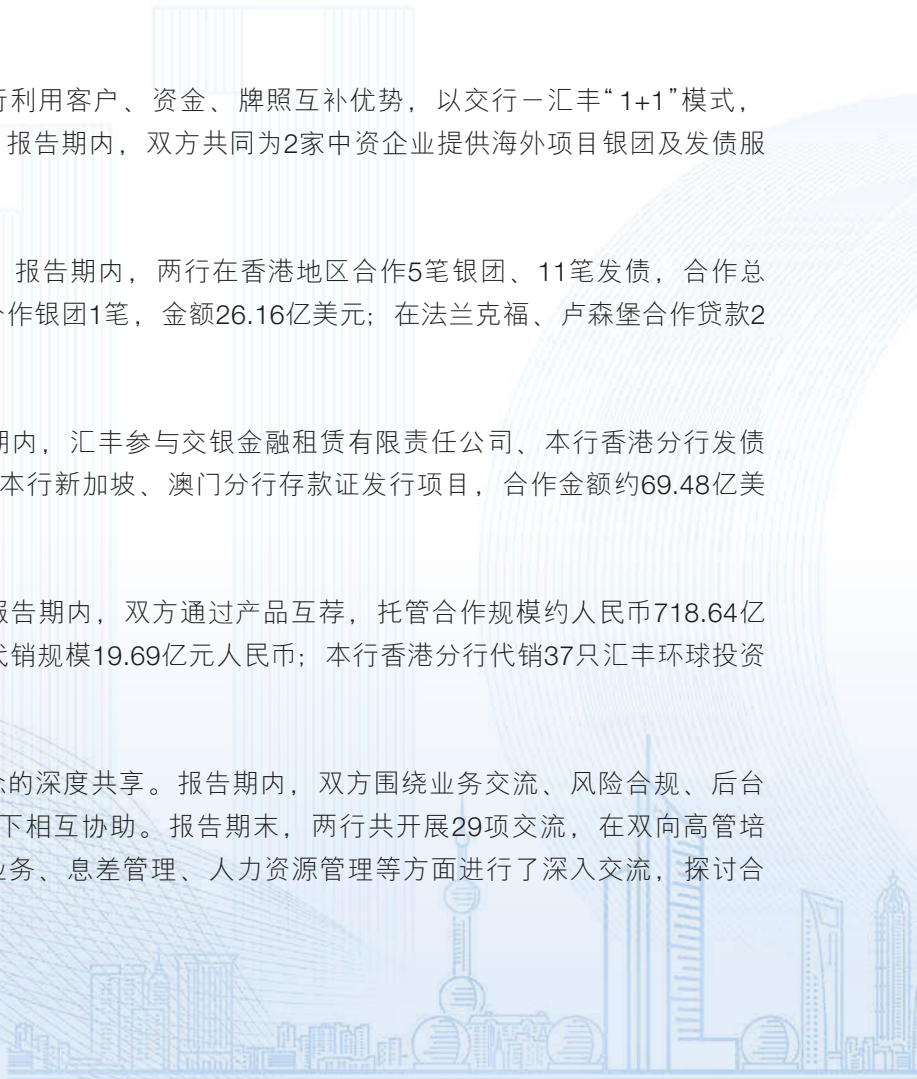 行利用客户、资金、牌照互补优势，以交行－汇丰“1+1”模式，
报告期内，双方共同为2家中资企业提供海外项目银团及发债服
报告期内，两行在香港地区合作5笔银团、11笔发债，合作总
合作银团1笔，金额26.16亿美元；在法兰克福、卢森堡合作贷款2
期内，汇丰参与交银金融租赁有限责任公司、本行香港分行发债
本行新加坡、澳门分行存款证发行项目，合作金额约69.48亿美
报告期内，双方通过产品互荐，托管合作规模约人民币718.64亿
代销规模19.69亿元人民币；本行香港分行代销37只汇丰环球投资
念的深度共享。报告期内，双方围绕业务交流、风险合规、后台
下相互协助。报告期末，两行共开展29项交流，在双向高管培
业务、息差管理、人力资源管理等方面进行了深入交流，探讨合